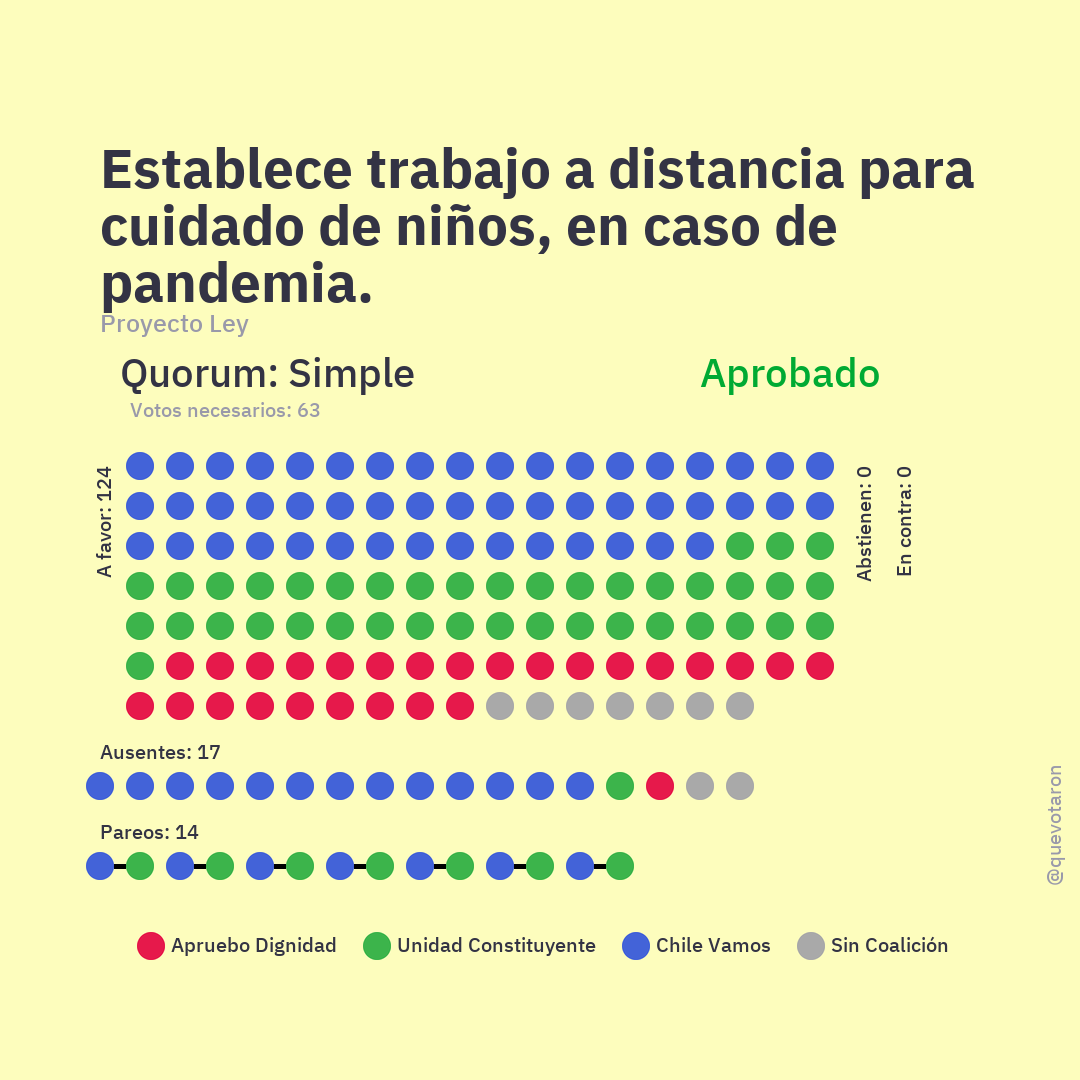 Establece trabajo a distancia para
cuidado de niños, en caso de
pandemia.
Proyecto Ley
Quorum: Simple
Aprobado
Votos necesarios: 63
A favor: 124
Abstienen: 0
En contra: 0
Ausentes: 17
Pareos: 14
@quevotaron
Apruebo Dignidad
Unidad Constituyente
Chile Vamos
Sin Coalición